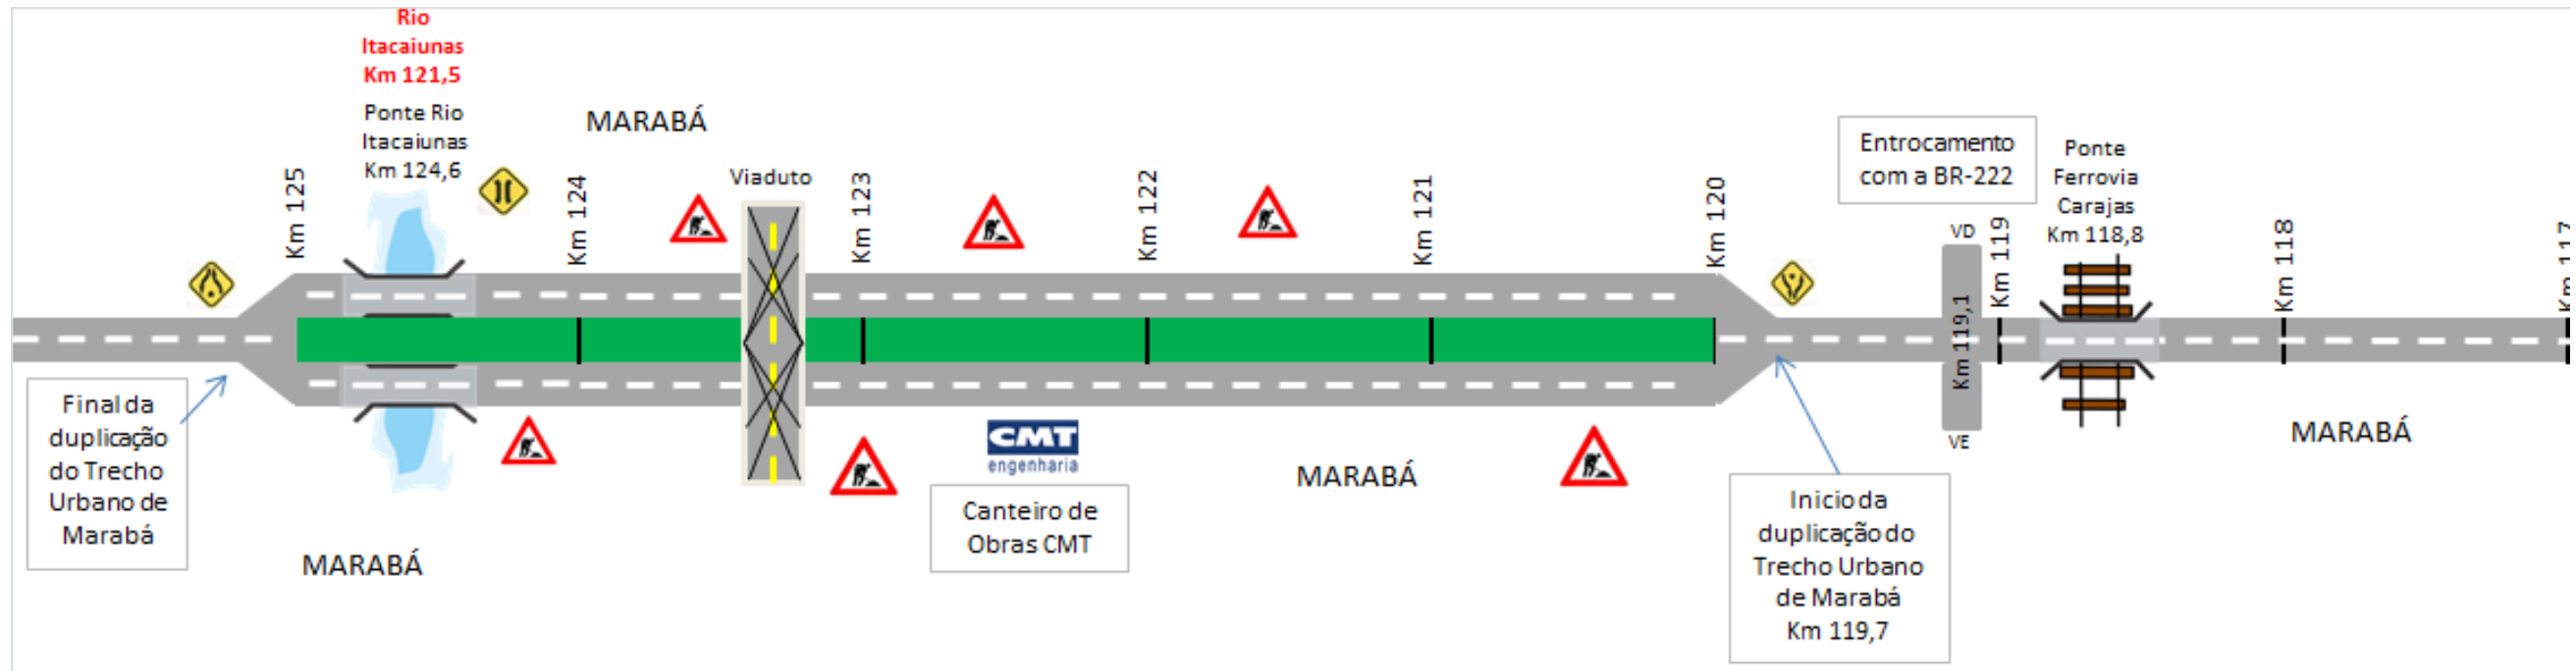 Rio
Itacaiunas
Km 121,5
Ponte Rio
Itacaiunas
Km 124,6
MARABÁ
Viaduto
Km 125
Km 124
Km 123
Km 122
Km 121
Km 120
Entrocamento
com a BR-222
Ponte
Ferrovia
Carajas
Km 118,8
VD
Km 119,1
VE
Km 119
Km 118
Km 117
Final da
duplicação
do Trecho
Urbano de
Marabá
MARABÁ
CMT
engenharia
Canteiro de
Obras CMT
MARABÁ
Inicio da
duplicação do
Trecho Urbano
de Marabá
Km 119,7
MARABÁ